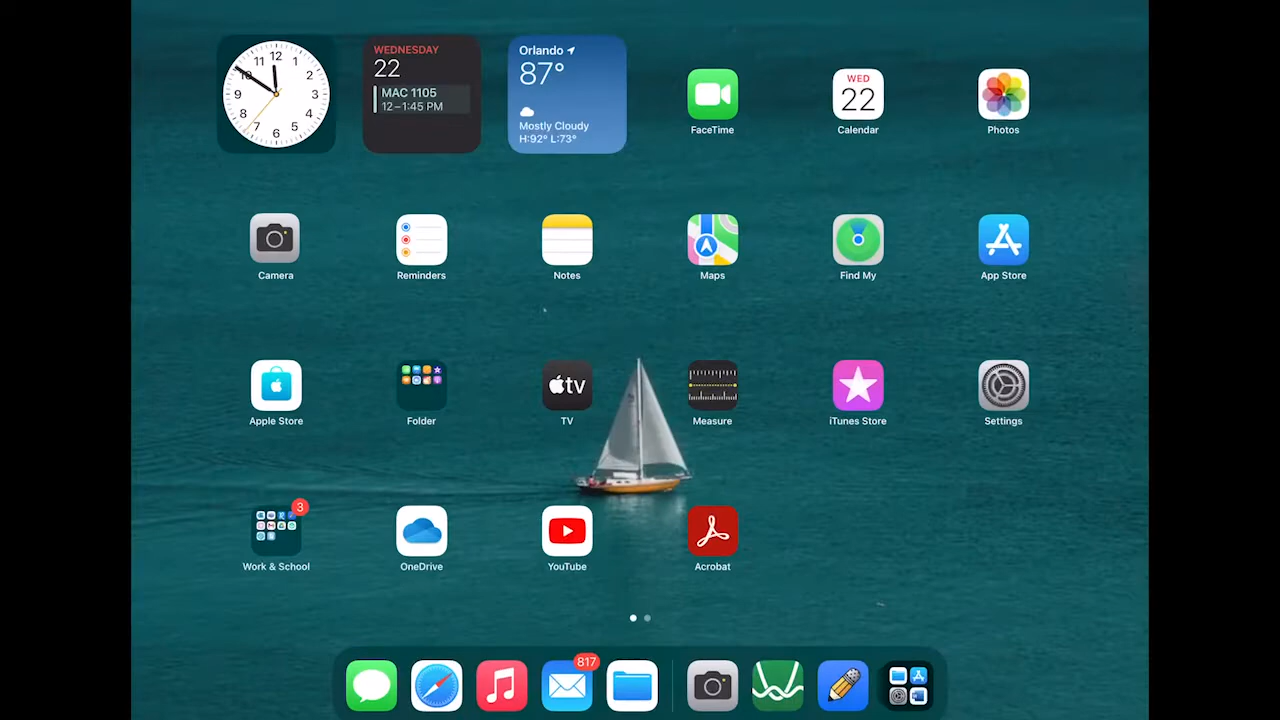 WEDNESDAY
22
MAC 1105
12–1:45 PM
Orlando
87°
Mostly Cloudy
H:92° L:73°
12
1
2
3
4
5
6
7
8
9
10
11
FaceTime
WED
22
Calendar
Photos
Camera
Reminders
Notes
Maps
Find My
App Store
Apple Store
Folder
tv
TV
Measure
iTunes Store
Settings
3
Work & School
OneDrive
YouTube
Acrobat
817